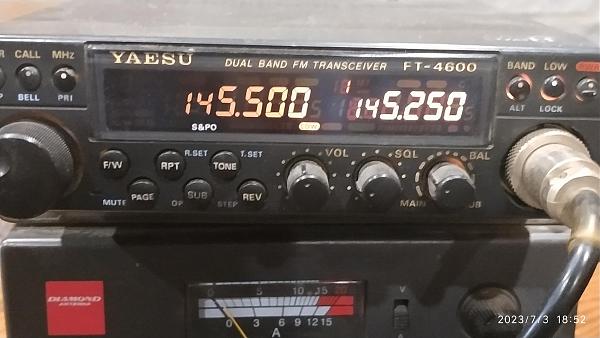 CALL MHz
BELL PRI
YAESU DUAL BAND FM TRANSCEIVER FT-4600
BAND LOW
ALT LOCK
145.500 145.250
S&PO LOW
F/W RPT R.SET TONE T.SET VOL SQL BAL
MUTE PAGE OP SUB STEP REV MAIN
DIAMOND
ANTENNA
5 10 15
0 3 6 9 12 15
A
V
A
2023/7/3 18:52